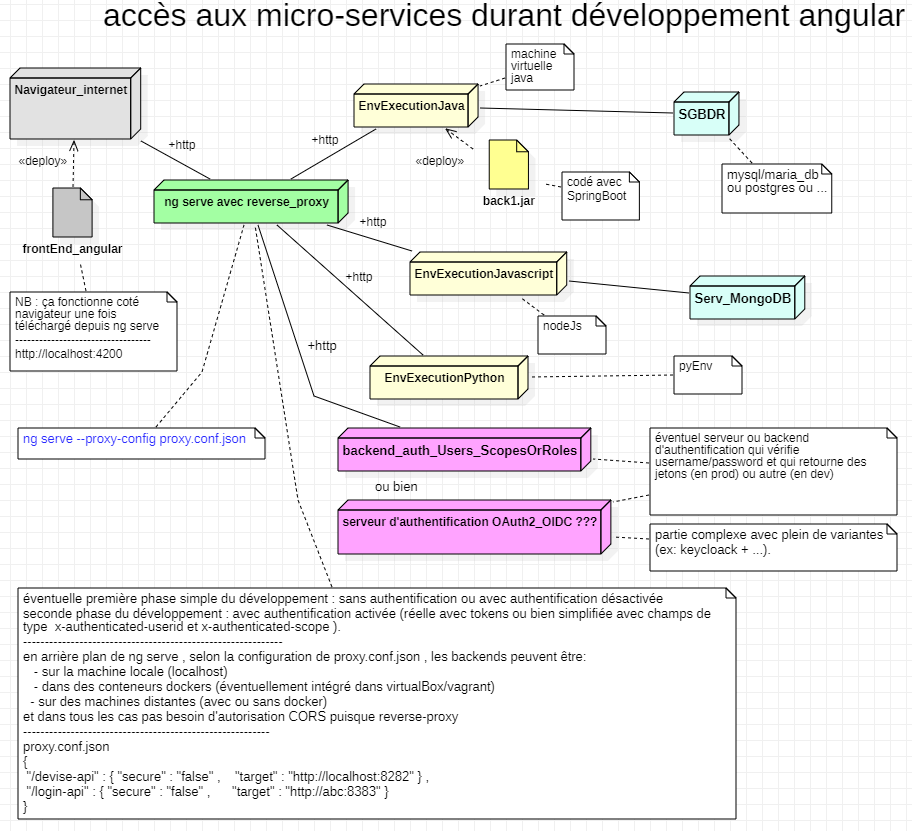 accès aux micro-services durant développement angular
machine
virtuelle
java
Navigateur_internet
EnvExecutionJava
SGBDR
+http
+http
«deploy»
«deploy»
mysql/maria_db
ou postgres ou ...
codé avec
SpringBoot
back1.jar
ng serve avec reverse_proxy
frontEnd_angular
+http
EnvExecutionJavascript
+http
Serv_MongoDB
NB : ça fonctionne coté
navigateur une fois
téléchargé depuis ng serve
--------------------------------
http://localhost:4200
nodeJs
+http
EnvExecutionPython
pyEnv
ng serve --proxy-config proxy.conf.json
backend_auth_Users_ScopesOrRoles
éventuel serveur ou backend
d'authentification qui vérifie
username/password et qui retourne des
jetons (en prod) ou autre (en dev)
ou bien
serveur d'authentification OAuth2_OIDC ???
partie complexe avec plein de variantes
(ex: keycloack + ...).
éventuelle première phase simple du développement : sans authentification ou avec authentification désactivée
seconde phase du développement : avec authentification activée (réelle avec tokens ou bien simplifiée avec champs de
type x-authenticated-userid et x-authenticated-scope ).
-------------------------------------------------------------
en arrière plan de ng serve , selon la configuration de proxy.conf.json , les backends peuvent être:
- sur la machine locale (localhost)
- dans des conteneurs dockers (éventuellement intégré dans virtualBox/vagrant)
- sur des machines distantes (avec ou sans docker)
et dans tous les cas pas besoin d'autorisation CORS puisque reverse-proxy
----------------------------------------------------------
proxy.conf.json
{
"/devise-api" : { "secure" : "false" , "target" : "http://localhost:8282" } ,
"/login-api" : { "secure" : "false" , "target" : "http://abc:8383" }
}